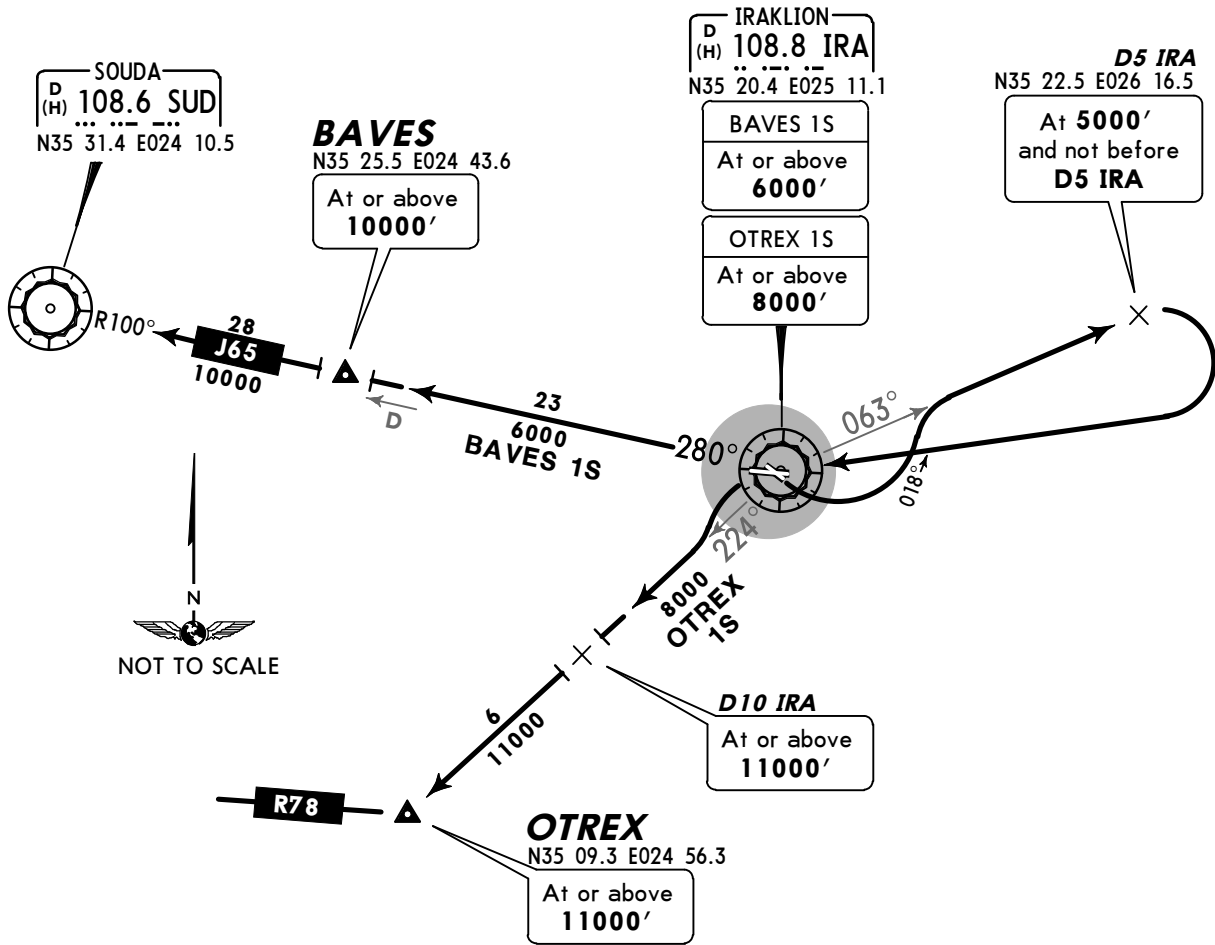 SOUDA
D
(H) 108.6 SUD
N35 31.4 E024 10.5
BAVES
N35 25.5 E024 43.6
At or above
10000'
IRAKLION
D
(H) 108.8 IRA
N35 20.4 E025 11.1
BAVES 1S
At or above
6000'
OTREX 1S
At or above
8000'
D5 IRA
N35 22.5 E026 16.5
At 5000'
and not before
D5 IRA
R100°
28
J65
10000
D
23
6000
BAVES 1S
280°
063°
018°
224°
8000
OTREX
1S
N
NOT TO SCALE
D10 IRA
At or above
11000'
6
11000
R78
OTREX
N35 09.3 E024 56.3
At or above
11000'